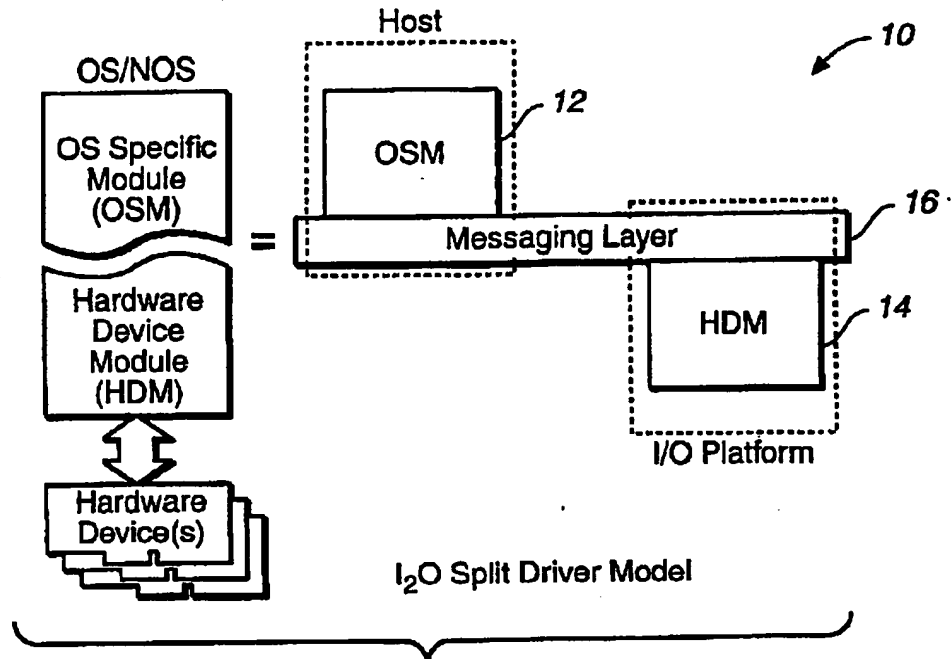 Host
10
OS/NOS
12
OS Specific
Module
(OSM)
OSM
=
16
Messaging Layer
Hardware
Device
Module
(HDM)
HDM
14
I/O Platform
Hardware
Device(s)
I₂O Split Driver Model